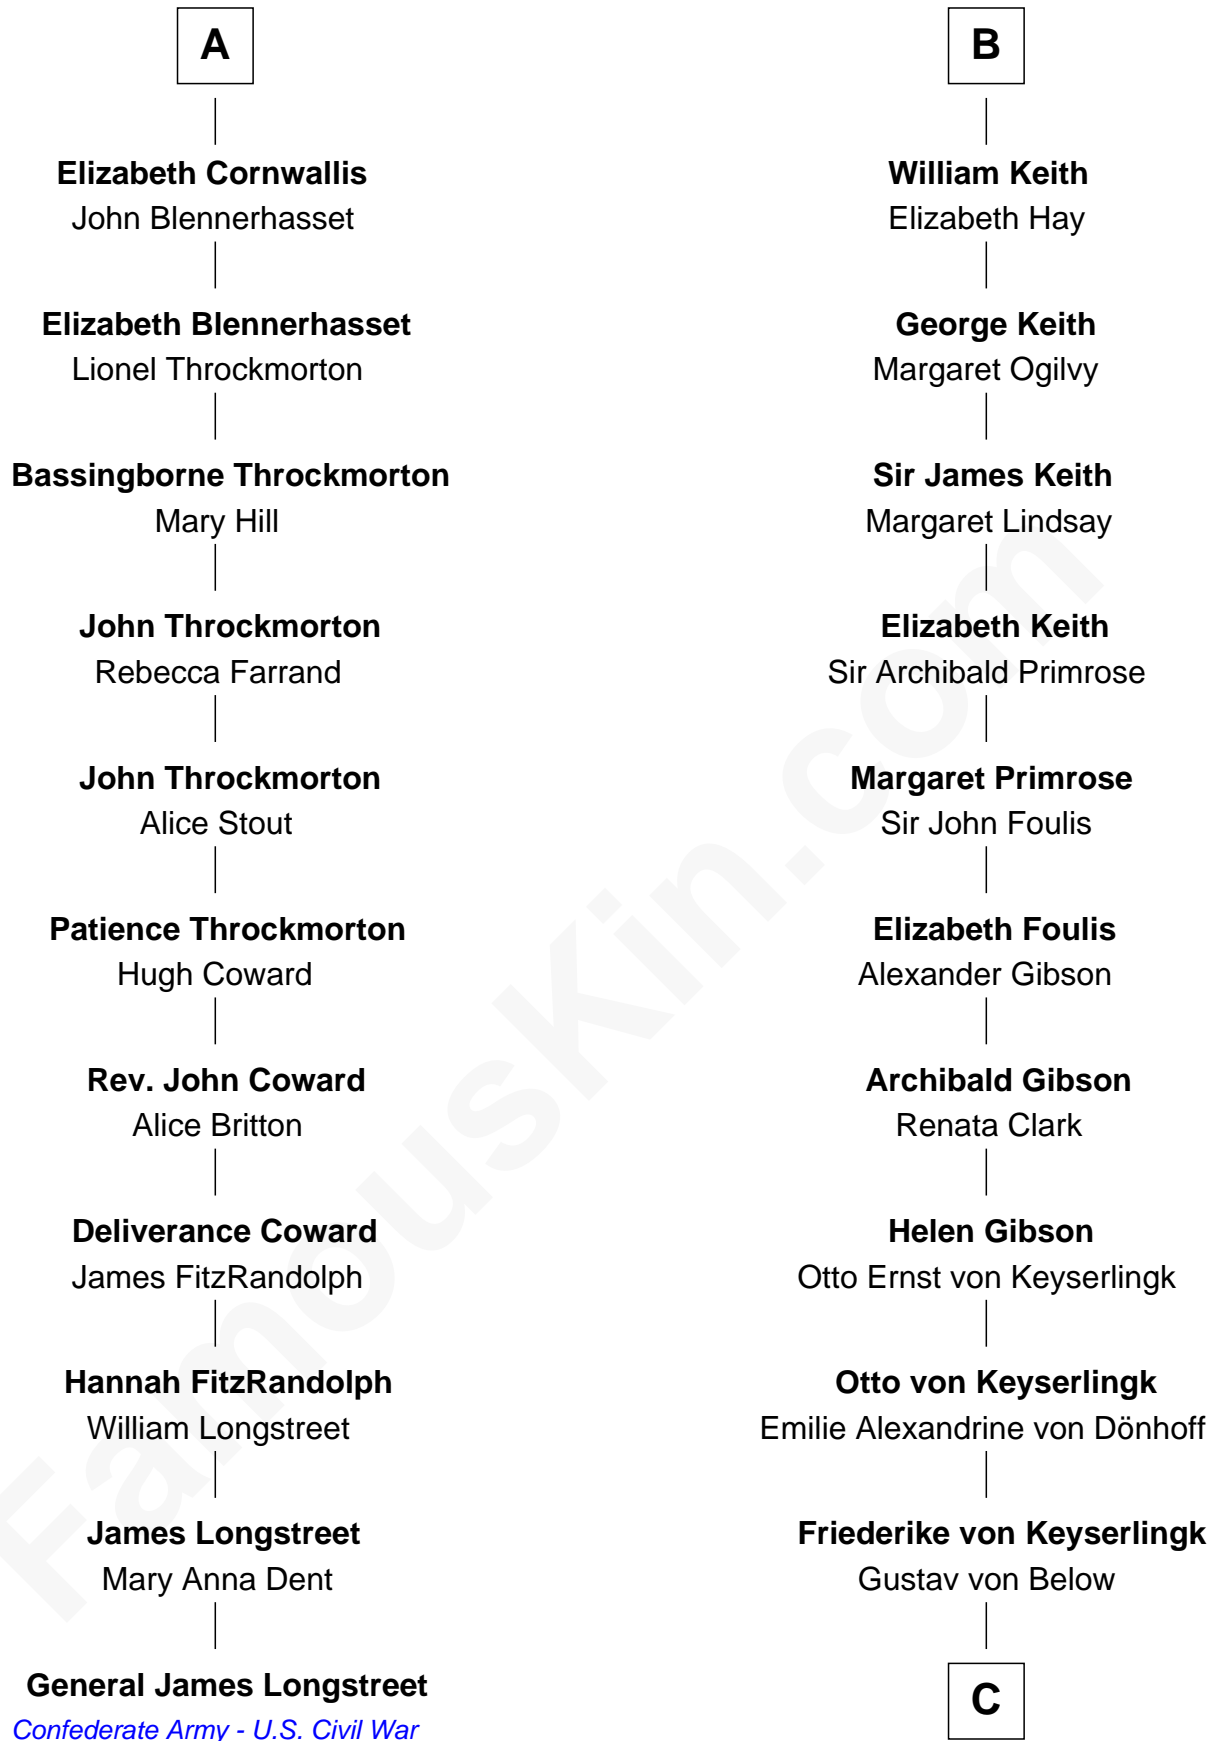 A
Elizabeth Cornwallis
John Blennerhasset
Elizabeth Blennerhasset
Lionel Throckmorton
Bassingborne Throckmorton
Mary Hill
John Throckmorton
Rebecca Farrand
John Throckmorton
Alice Stout
Patience Throckmorton
Hugh Coward
Rev. John Coward
Alice Britton
Deliverance Coward
James FitzRandolph
Hannah FitzRandolph
William Longstreet
James Longstreet
Mary Anna Dent
General James Longstreet
Confederate Army - U.S. Civil War
B
William Keith
Elizabeth Hay
George Keith
Margaret Ogilvy
Sir James Keith
Margaret Lindsay
Elizabeth Keith
Sir Archibald Primrose
Margaret Primrose
Sir John Foulis
Elizabeth Foulis
Alexander Gibson
Archibald Gibson
Renata Clark
Helen Gibson
Otto Ernst von Keyserlingk
Otto von Keyserlingk
Emilie Alexandrine von Dönhoff
Friederike von Keyserlingk
Gustav von Below
C
FamousKin.com